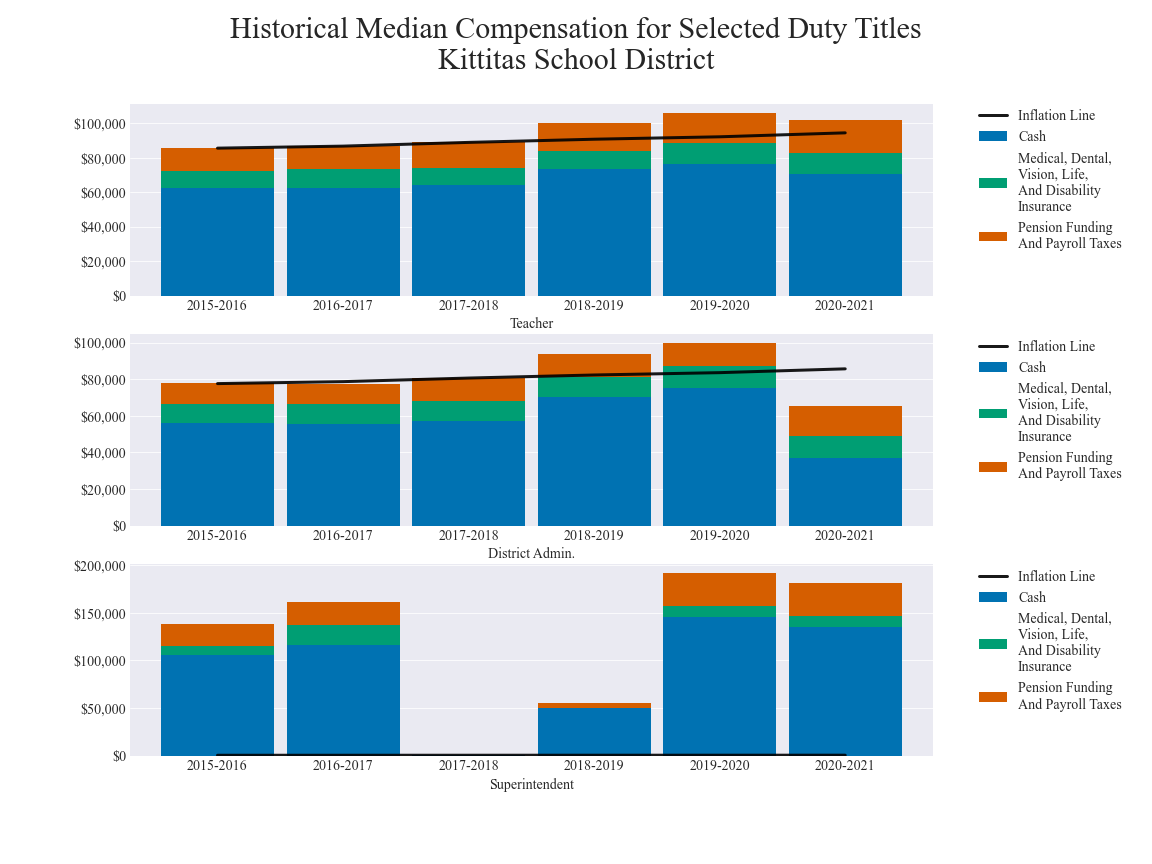 Historical Median Compensation for Selected Duty Titles
Kittitas School District
$100,000
$80,000
$60,000
$40,000
$20,000
$0
2015-2016 2016-2017 2017-2018 2018-2019 2019-2020 2020-2021
Teacher
Inflation Line
Cash
Medical, Dental,
Vision, Life,
And Disability
Insurance
Pension Funding
And Payroll Taxes
$100,000
$80,000
$60,000
$40,000
$20,000
$0
2015-2016 2016-2017 2017-2018 2018-2019 2019-2020 2020-2021
District Admin.
Inflation Line
Cash
Medical, Dental,
Vision, Life,
And Disability
Insurance
Pension Funding
And Payroll Taxes
$200,000
$150,000
$100,000
$50,000
$0
2015-2016 2016-2017 2017-2018 2018-2019 2019-2020 2020-2021
Superintendent
Inflation Line
Cash
Medical, Dental,
Vision, Life,
And Disability
Insurance
Pension Funding
And Payroll Taxes